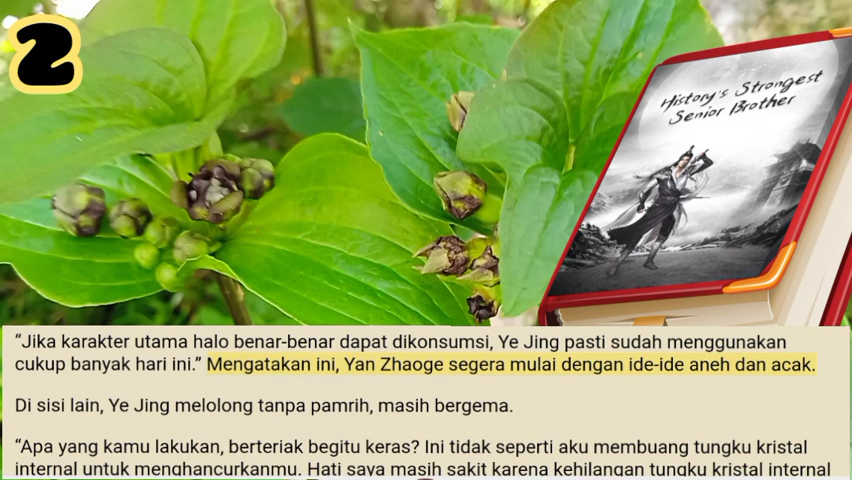 2
History's Strongest
Senior Brother
“Jika karakter utama halo benar-benar dapat dikonsumsi, Ye Jing pasti sudah menggunakan
cukup banyak hari ini.” Mengatakan ini, Yan Zhaoge segera mulai dengan ide-ide aneh dan acak.
Di sisi lain, Ye Jing melolong tanpa pamrih, masih bergema.
“Apa yang kamu lakukan, berteriak begitu keras? Ini tidak seperti aku membuang tungku kristal
internal untuk menghancurkanmu. Hati saya masih sakit karena kehilangan tungku kristal internal